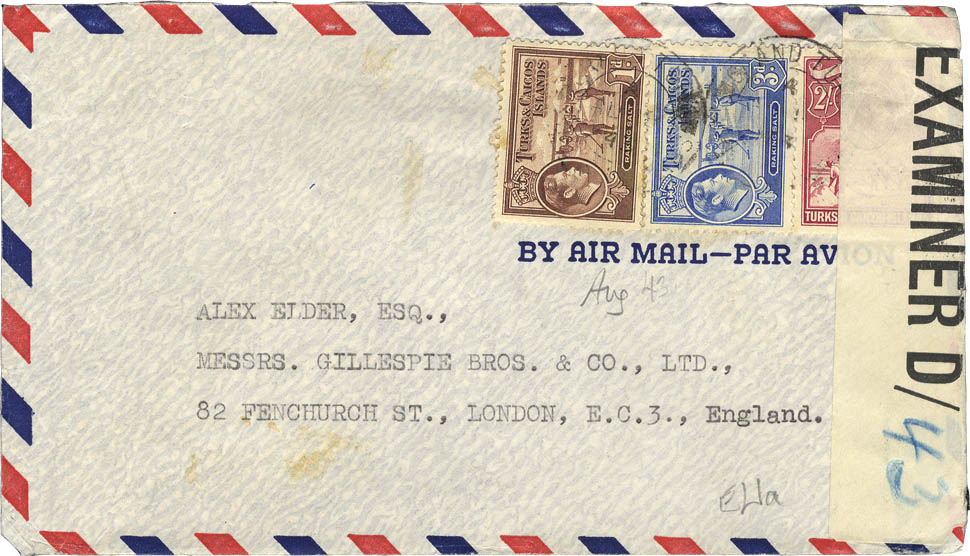 1d
TURKS & CAICOS
ISLANDS
RAKING SALT
3d
TURKS & CAICOS
ISLANDS
RAKING SALT
2/-
TURKS
AND T
BY AIR MAIL—PAR AV
Aug 43
ALEX ELDER, ESQ.,
MESSRS. GILLESPIE BROS. & CO., LTD.,
82 FENCHURCH ST., LONDON, E.C.3., England.
EXAMINER D/
43